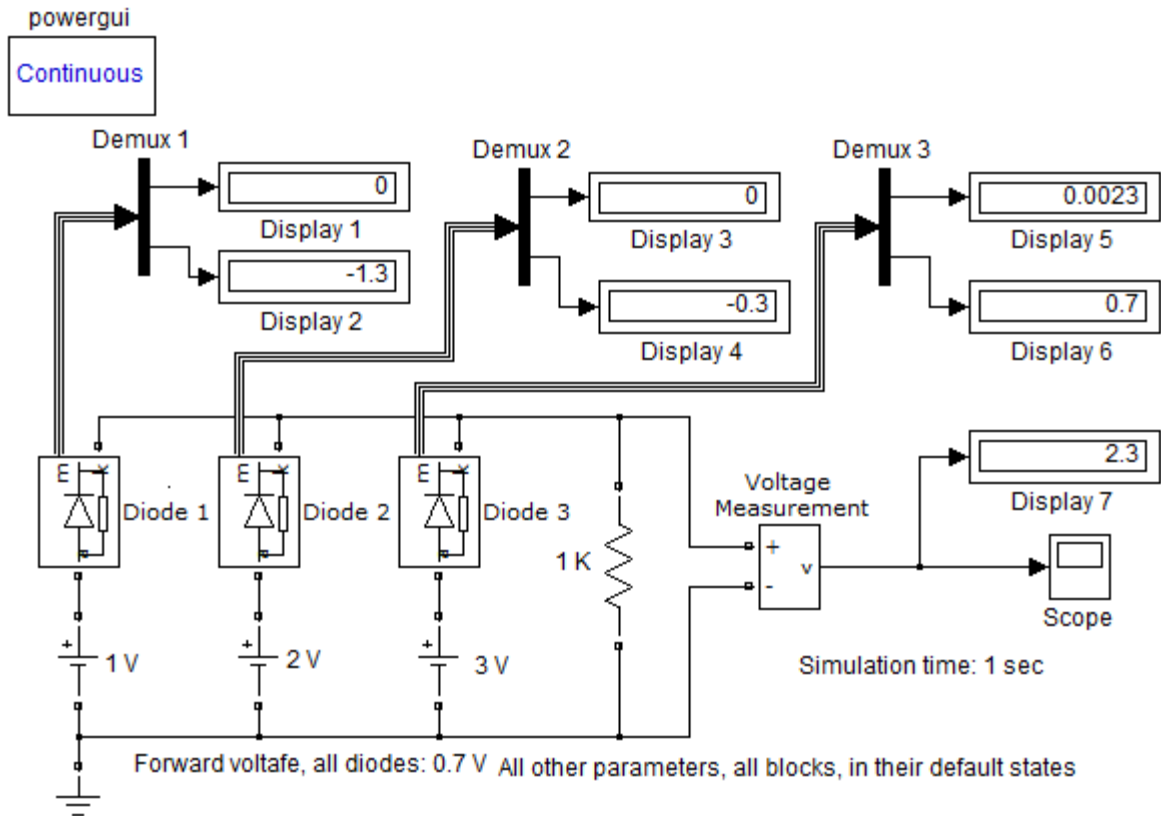 powergui
Continuous
Demux 1
Demux 2
Demux 3
0
Display 1
-1.3
Display 2
0
Display 3
-0.3
Display 4
0.0023
Display 5
0.7
Display 6
m
k
Diode 1
m
k
Diode 2
m
k
Diode 3
1 K
Voltage
Measurement
+
-
v
2.3
Display 7
Scope
+
1 V
+
2 V
+
3 V
Simulation time: 1 sec
Forward voltafe, all diodes: 0.7 V All other parameters, all blocks, in their default states